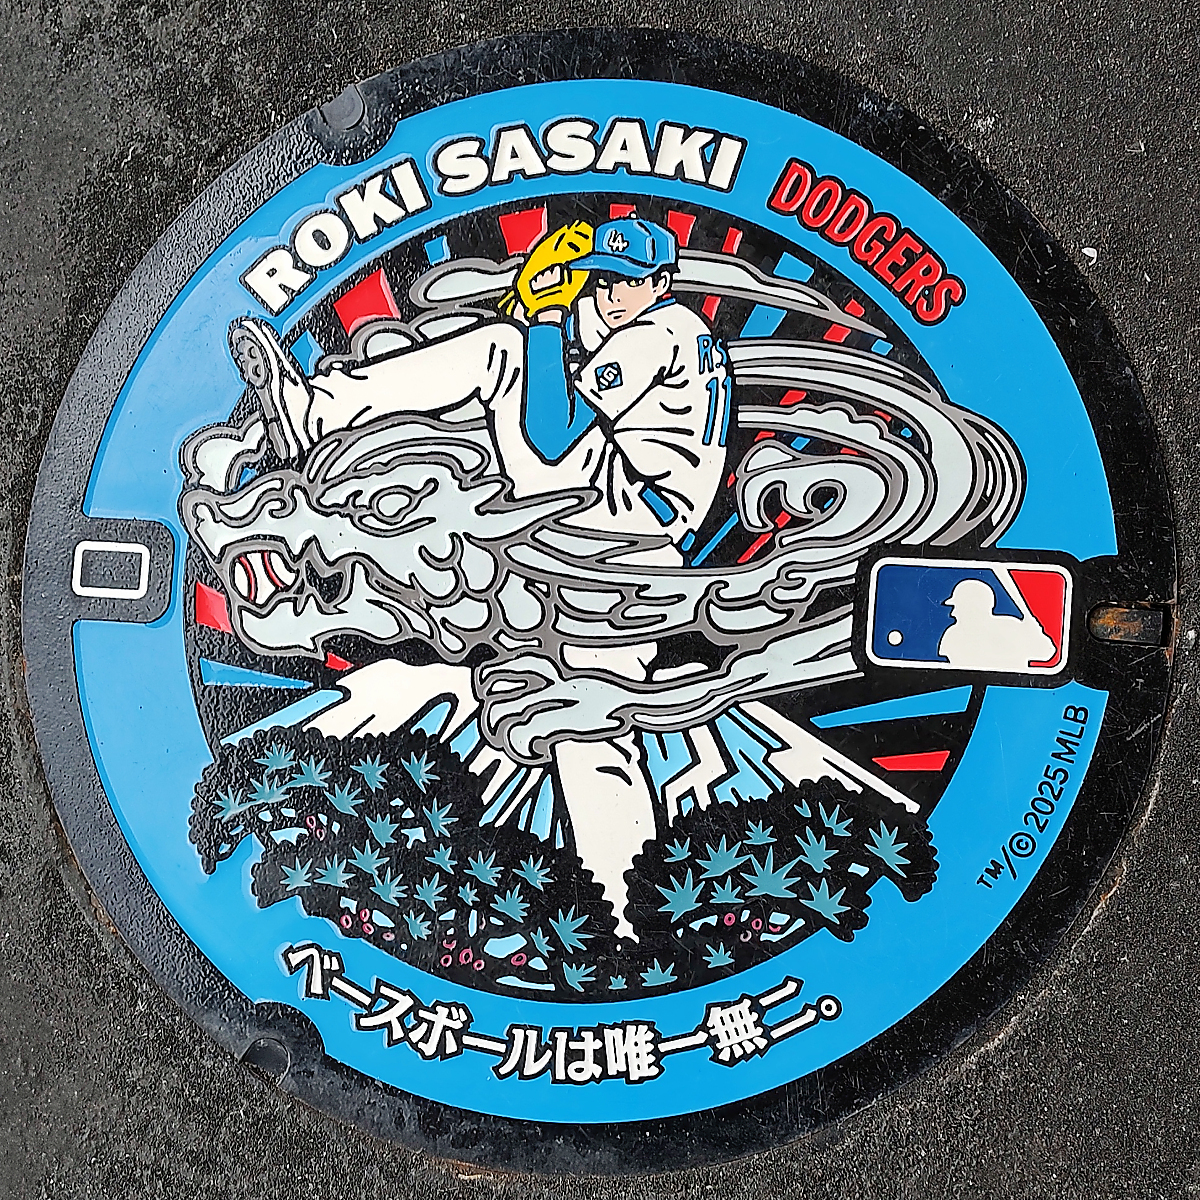 ROKI SASAKI
DODGERS
LA
RS
11
TM/©2025 MLB
ベースボールは唯一無二。